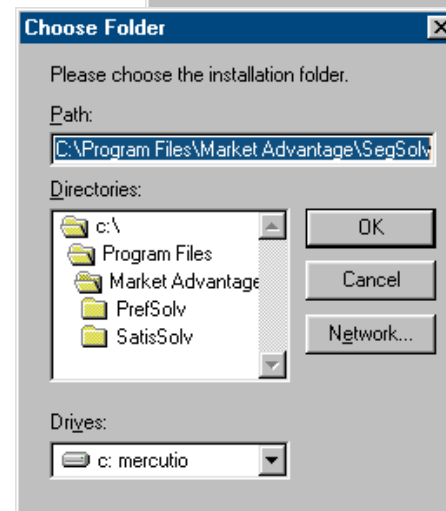 Choose Folder
Please choose the installation folder.
Path:
C:\Program Files\Market Advantage\SegSolv
Directories:
c:\
Program Files
Market Advantage
PrefSolv
SatisSolv
OK
Cancel
Network...
Drives:
c: mercutio